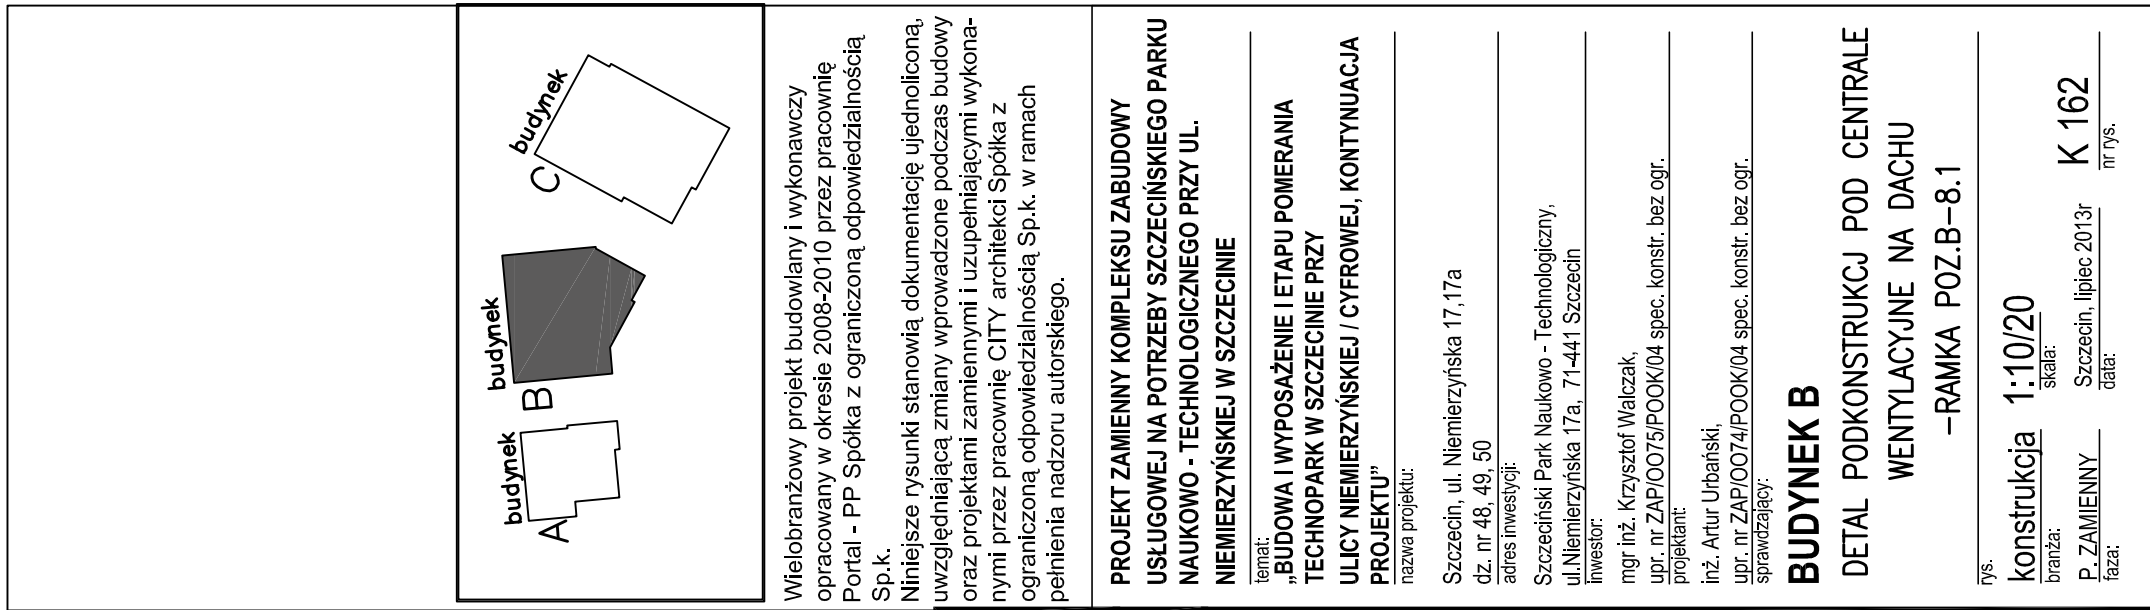 budynek
A
budynek
B
budynek
C
Wielobranżowy projekt budowlany i wykonawczy
opracowany w okresie 2008-2010 przez pracownię
Portal - PP Spółka z ograniczoną odpowiedzialnością
Sp.k.
Niniejsze rysunki stanowią dokumentację ujednoliconą,
uwzględniającą zmiany wprowadzone podczas budowy
oraz projektami zamiennymi i uzupełniającymi wykona-
nymi przez pracownię CITY architekci Spółka z
ograniczoną odpowiedzialnością Sp.k. w ramach
pełnienia nadzoru autorskiego.
PROJEKT ZAMIENNY KOMPLEKSU ZABUDOWY
USŁUGOWEJ NA POTRZEBY SZCZECIŃSKIEGO PARKU
NAUKOWO - TECHNOLOGICZNEGO PRZY UL.
NIEMIERZYŃSKIEJ W SZCZECINIE
temat:
„BUDOWA I WYPOSAŻENIE I ETAPU POMERANIA
TECHNOPARK W SZCZECINIE PRZY
ULICY NIEMIERZYŃSKIEJ / CYFROWEJ, KONTYNUACJA
PROJEKTU”
nazwa projektu:
Szczecin, ul. Niemierzyńska 17,17a
dz. nr 48, 49, 50
adres inwestycji:
Szczeciński Park Naukowo - Technologiczny,
ul.Niemierzyńska 17a, 71-441 Szczecin
inwestor:
mgr inż. Krzysztof Walczak,
upr. nr ZAP/OO75/POOK/04 spec. konstr. bez ogr.
projektant:
inż. Artur Urbański,
upr. nr ZAP/OO74/POOK/04 spec. konstr. bez ogr.
sprawdzający:
BUDYNEK B
DETAL PODKONSTRUKCJ POD CENTRALE
WENTYLACYJNE NA DACHU
–RAMKA POZ.B–8.1
rys.
konstrukcja 1:10/20
branża: skala:
P. ZAMIENNY Szczecin, lipiec 2013r K 162
faza: data: nr rys.